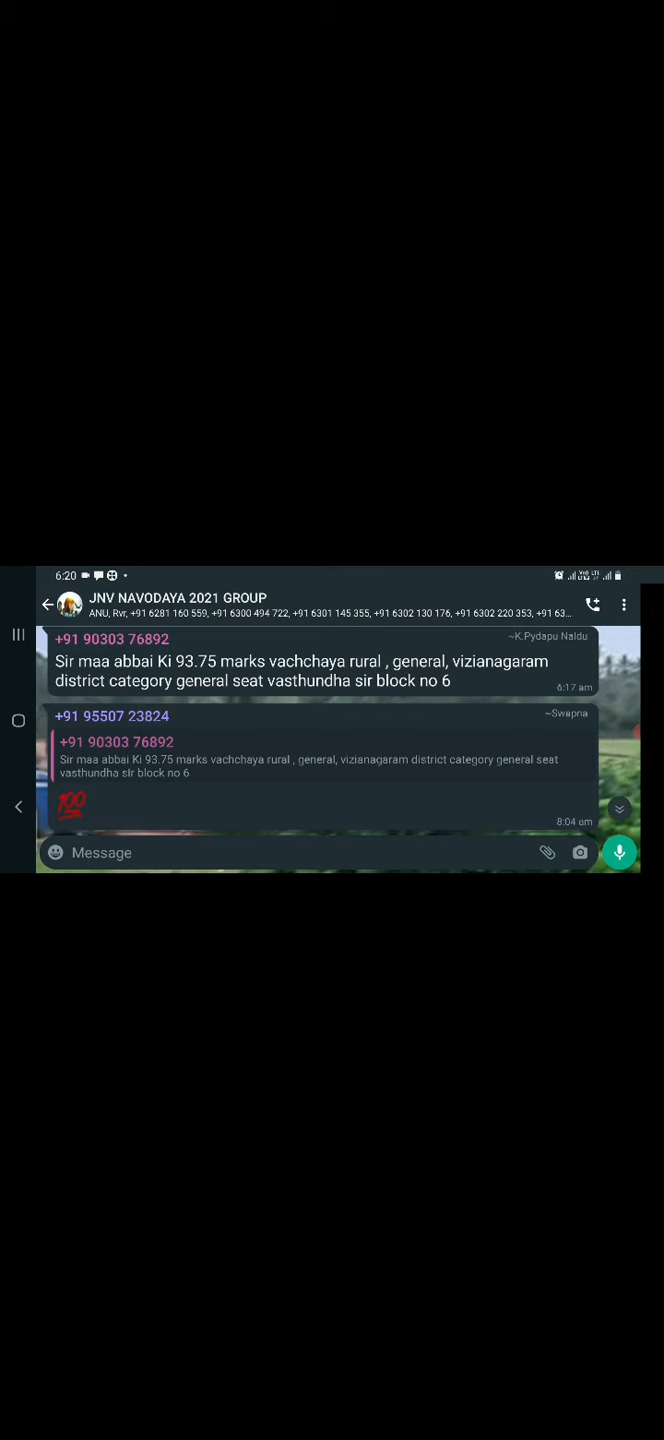 6:20
JNV NAVODAYA 2021 GROUP
ANU, Rvr, +91 6281 160 559, +91 6300 494 722, +91 6301 145 355, +91 6302 130 176, +91 6302 220 353, +91 63...
+91 90303 76892 ~K.Pydapu Naidu
Sir maa abbai Ki 93.75 marks vachchaya rural , general, vizianagaram
district category general seat vasthundha sir block no 6
6:17 am
+91 95507 23824 ~Swapna
+91 90303 76892
Sir maa abbai Ki 93.75 marks vachchaya rural , general, vizianagaram district category general seat
vasthundha sir block no 6
💯
8:04 am
Message